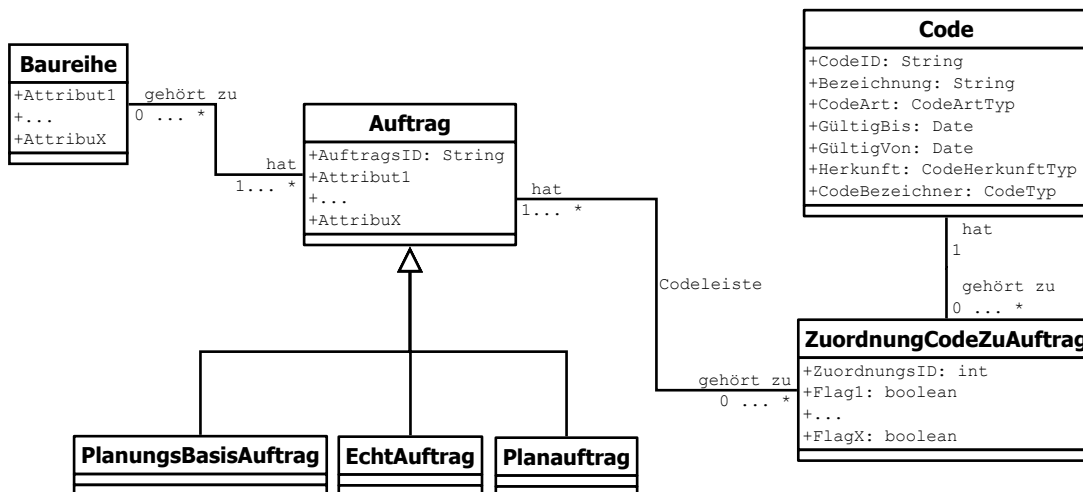 Baureihe
+Attribut1
+...
+AttribuX
gehört zu
0 ... *
hat
1... *
Auftrag
+AuftragsID: String
+Attribut1
+...
+AttribuX
hat
1... *
Codeleiste
gehört zu
0 ... *
Code
+CodeID: String
+Bezeichnung: String
+CodeArt: CodeArtTyp
+GültigBis: Date
+GültigVon: Date
+Herkunft: CodeHerkunftTyp
+CodeBezeichner: CodeTyp
hat
1
gehört zu
0 ... *
ZuordnungCodeZuAuftrag
+ZuordnungsID: int
+Flag1: boolean
+...
+FlagX: boolean
PlanungsBasisAuftrag
EchtAuftrag
Planauftrag